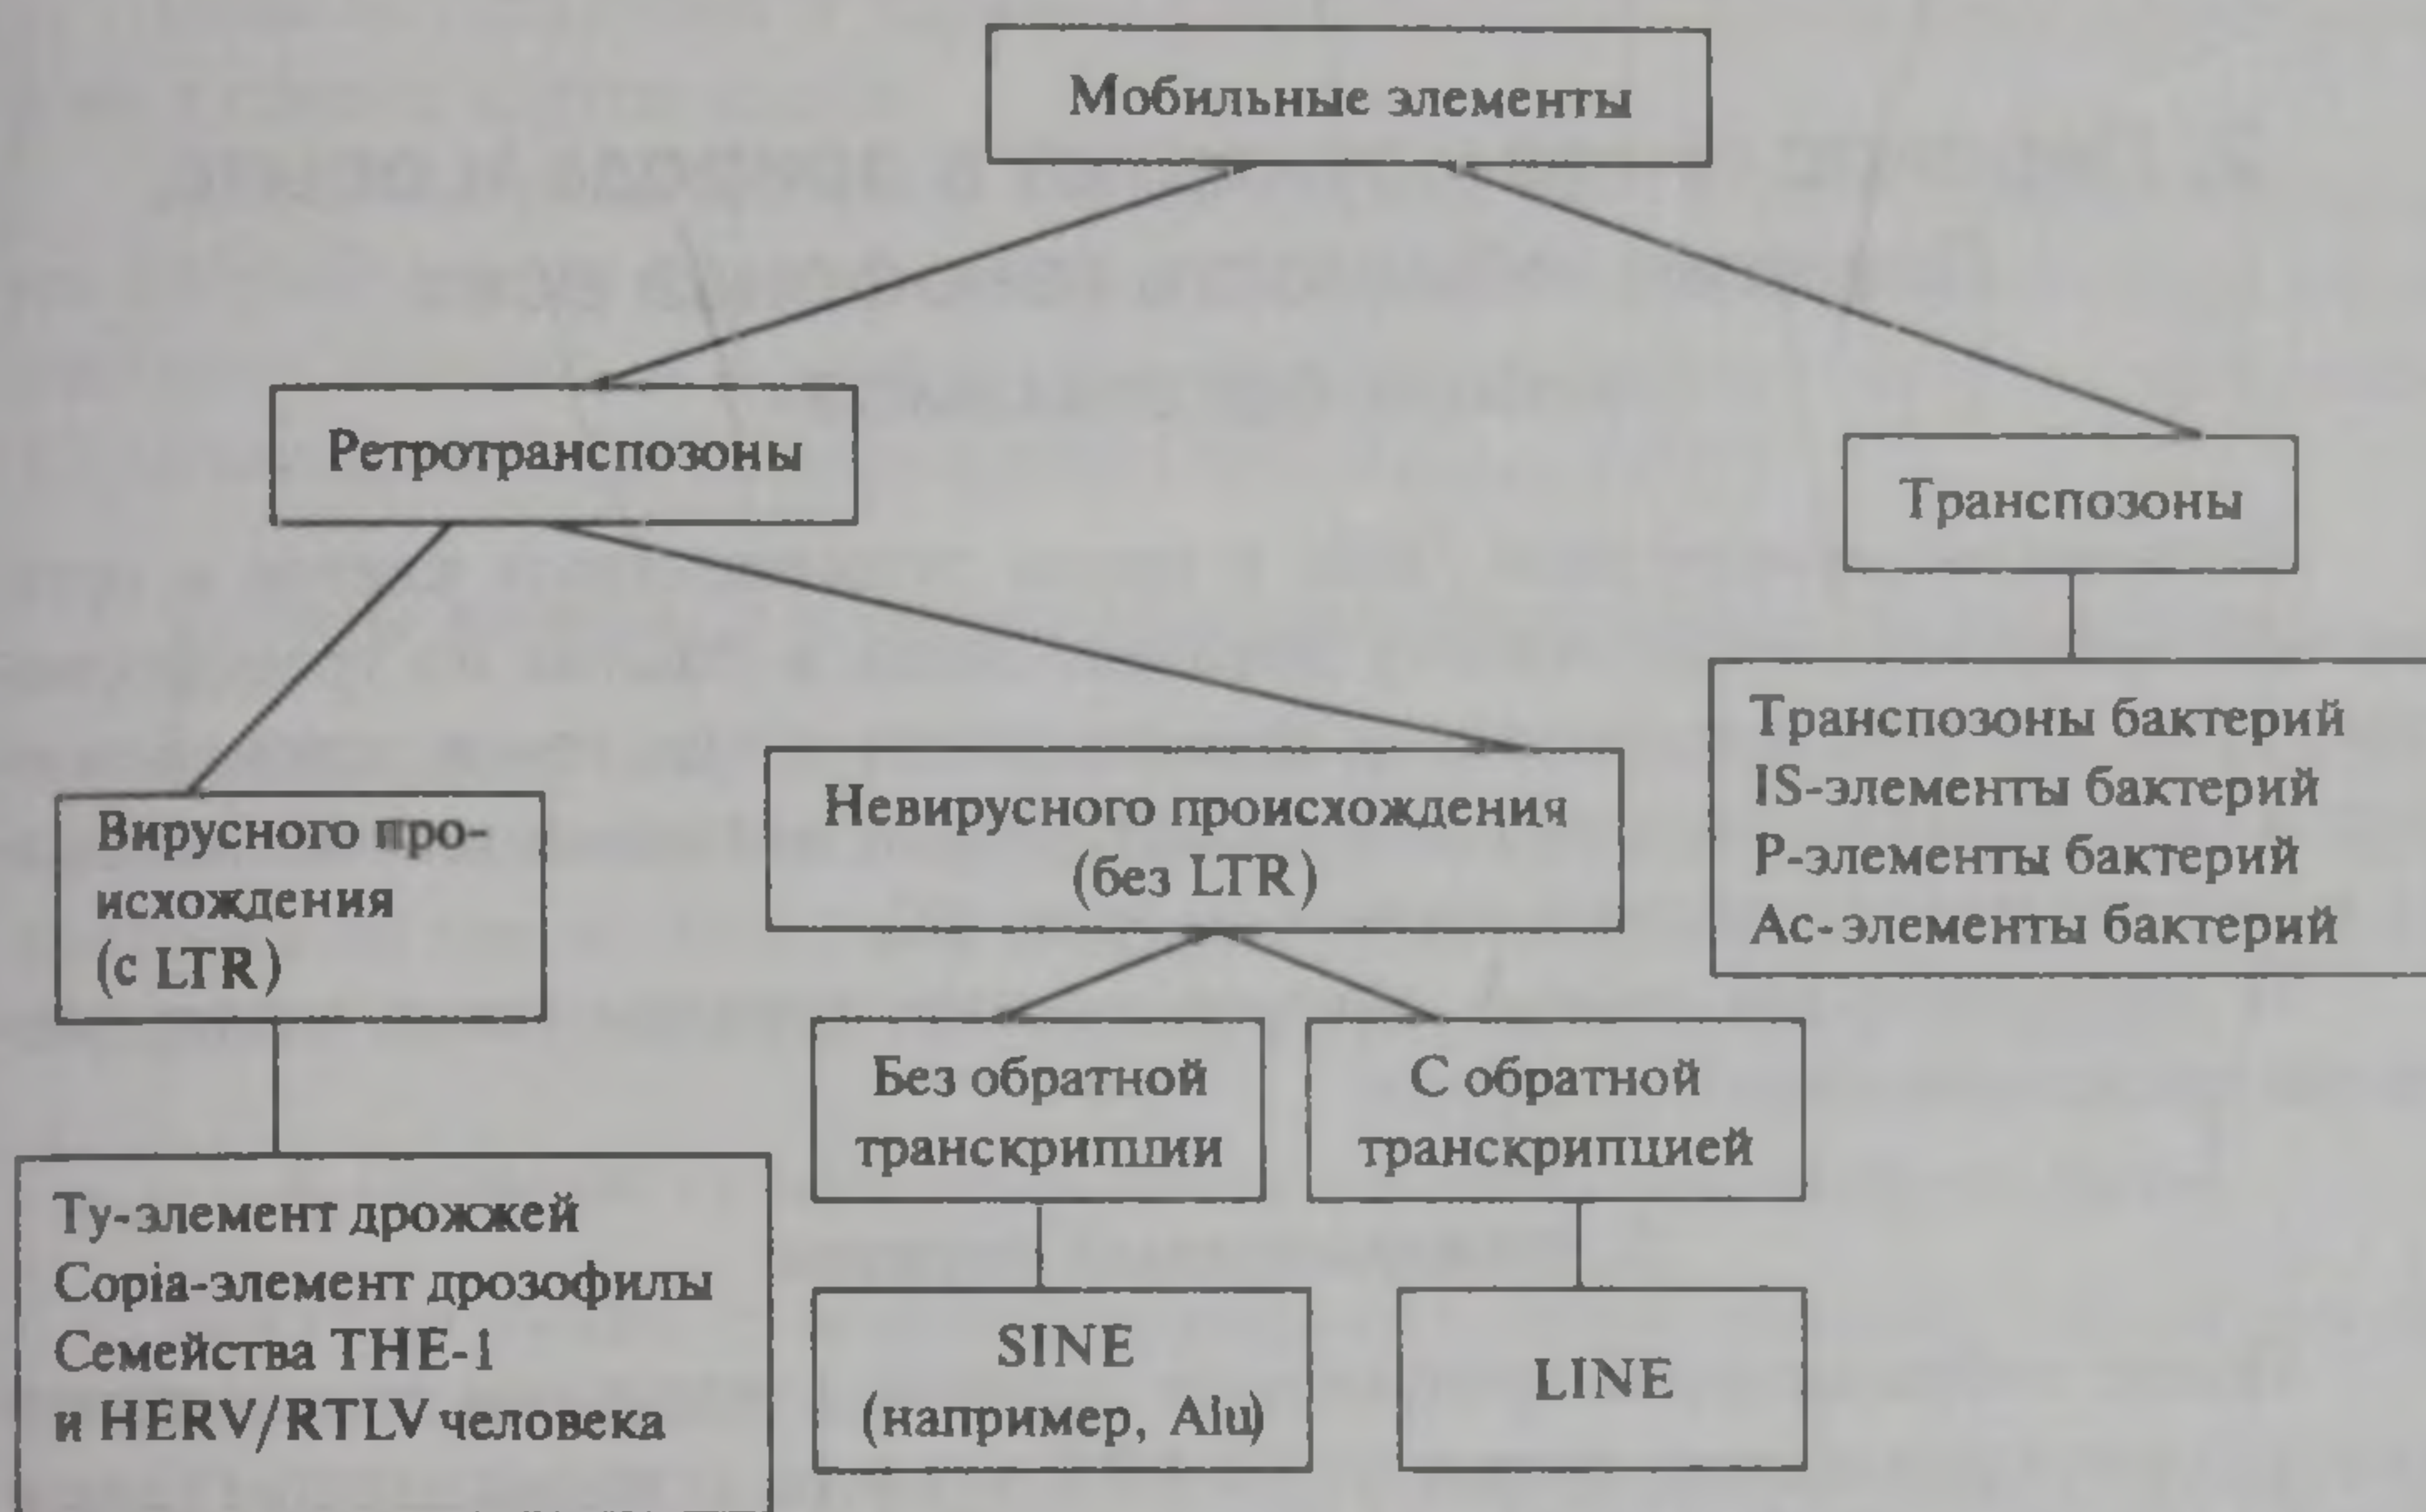 Мобильные элементы
Ретротранспозоны
Транспозоны
Транспозоны бактерий
IS-элементы бактерий
Р-элементы бактерий
Ас-элементы бактерий
Вирусного про-
исхождения
(с LTR)
Невирусного происхождения
(без LTR)
Без обратной
транскрипции
С обратной
транскрипцией
Ту-элемент дрожжей
Copia-элемент дрозофилы
Семейства THE-1
и HERV/RTLV человека
SINE
(например, Alu)
LINE